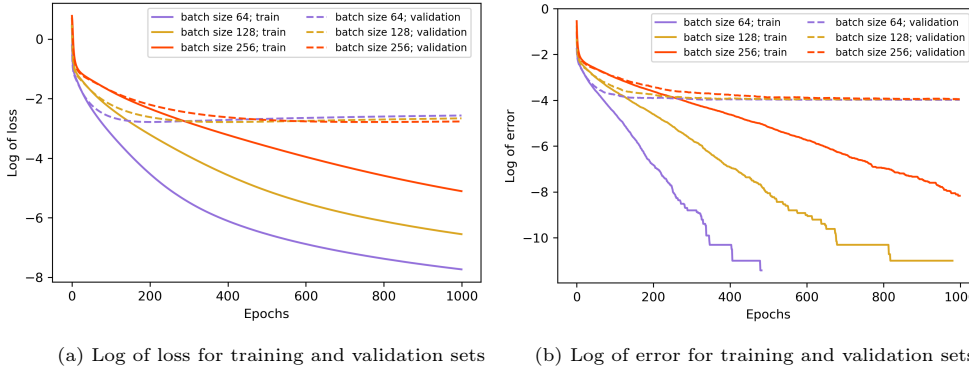 batch size 64; train
batch size 128; train
batch size 256; train
batch size 64; validation
batch size 128; validation
batch size 256; validation
Log of loss
0
−2
−4
−6
−8
0 200 400 600 800 1000
Epochs
(a) Log of loss for training and validation sets
batch size 64; train
batch size 128; train
batch size 256; train
batch size 64; validation
batch size 128; validation
batch size 256; validation
Log of error
0
−2
−4
−6
−8
−10
0 200 400 600 800 1000
Epochs
(b) Log of error for training and validation sets